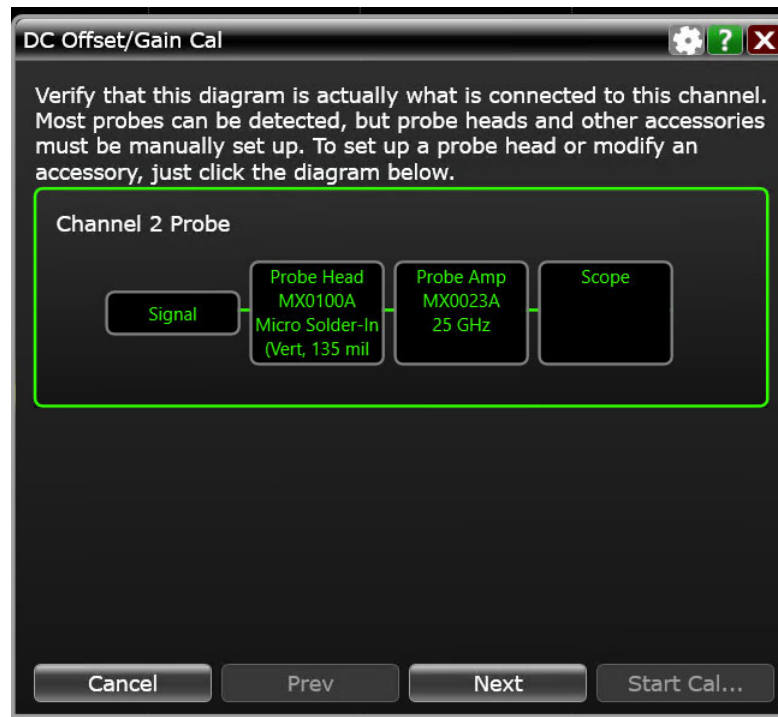 DC Offset/Gain Cal
?
X
Verify that this diagram is actually what is connected to this channel.
Most probes can be detected, but probe heads and other accessories
must be manually set up. To set up a probe head or modify an
accessory, just click the diagram below.
Channel 2 Probe
Signal
Probe Head
MX0100A
Micro Solder-In
(Vert, 135 mil
Probe Amp
MX0023A
25 GHz
Scope
Cancel
Prev
Next
Start Cal...